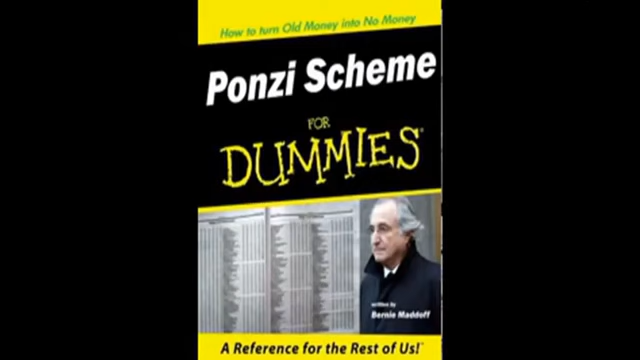 How to turn Old Money into No Money
Ponzi Scheme
FOR
DUMMIES®
written by
Bernie Maddoff
A Reference for the Rest of Us!™